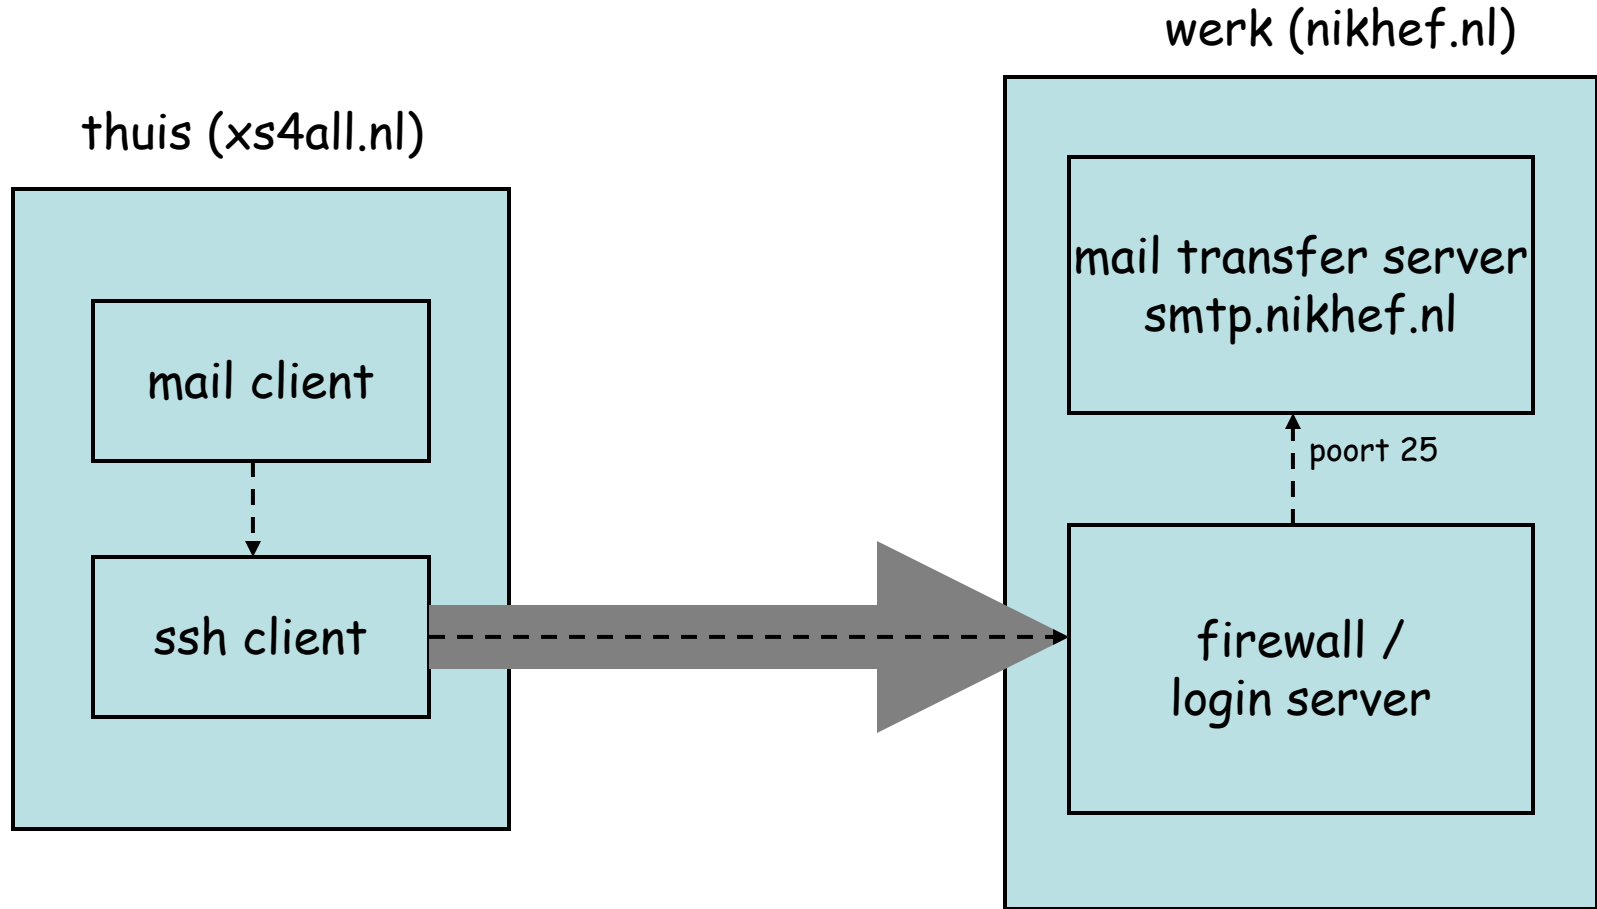 werk (nikhef.nl)
thuis (xs4all.nl)
mail transfer server
smtp.nikhef.nl
mail client
poort 25
ssh client
firewall /
login server